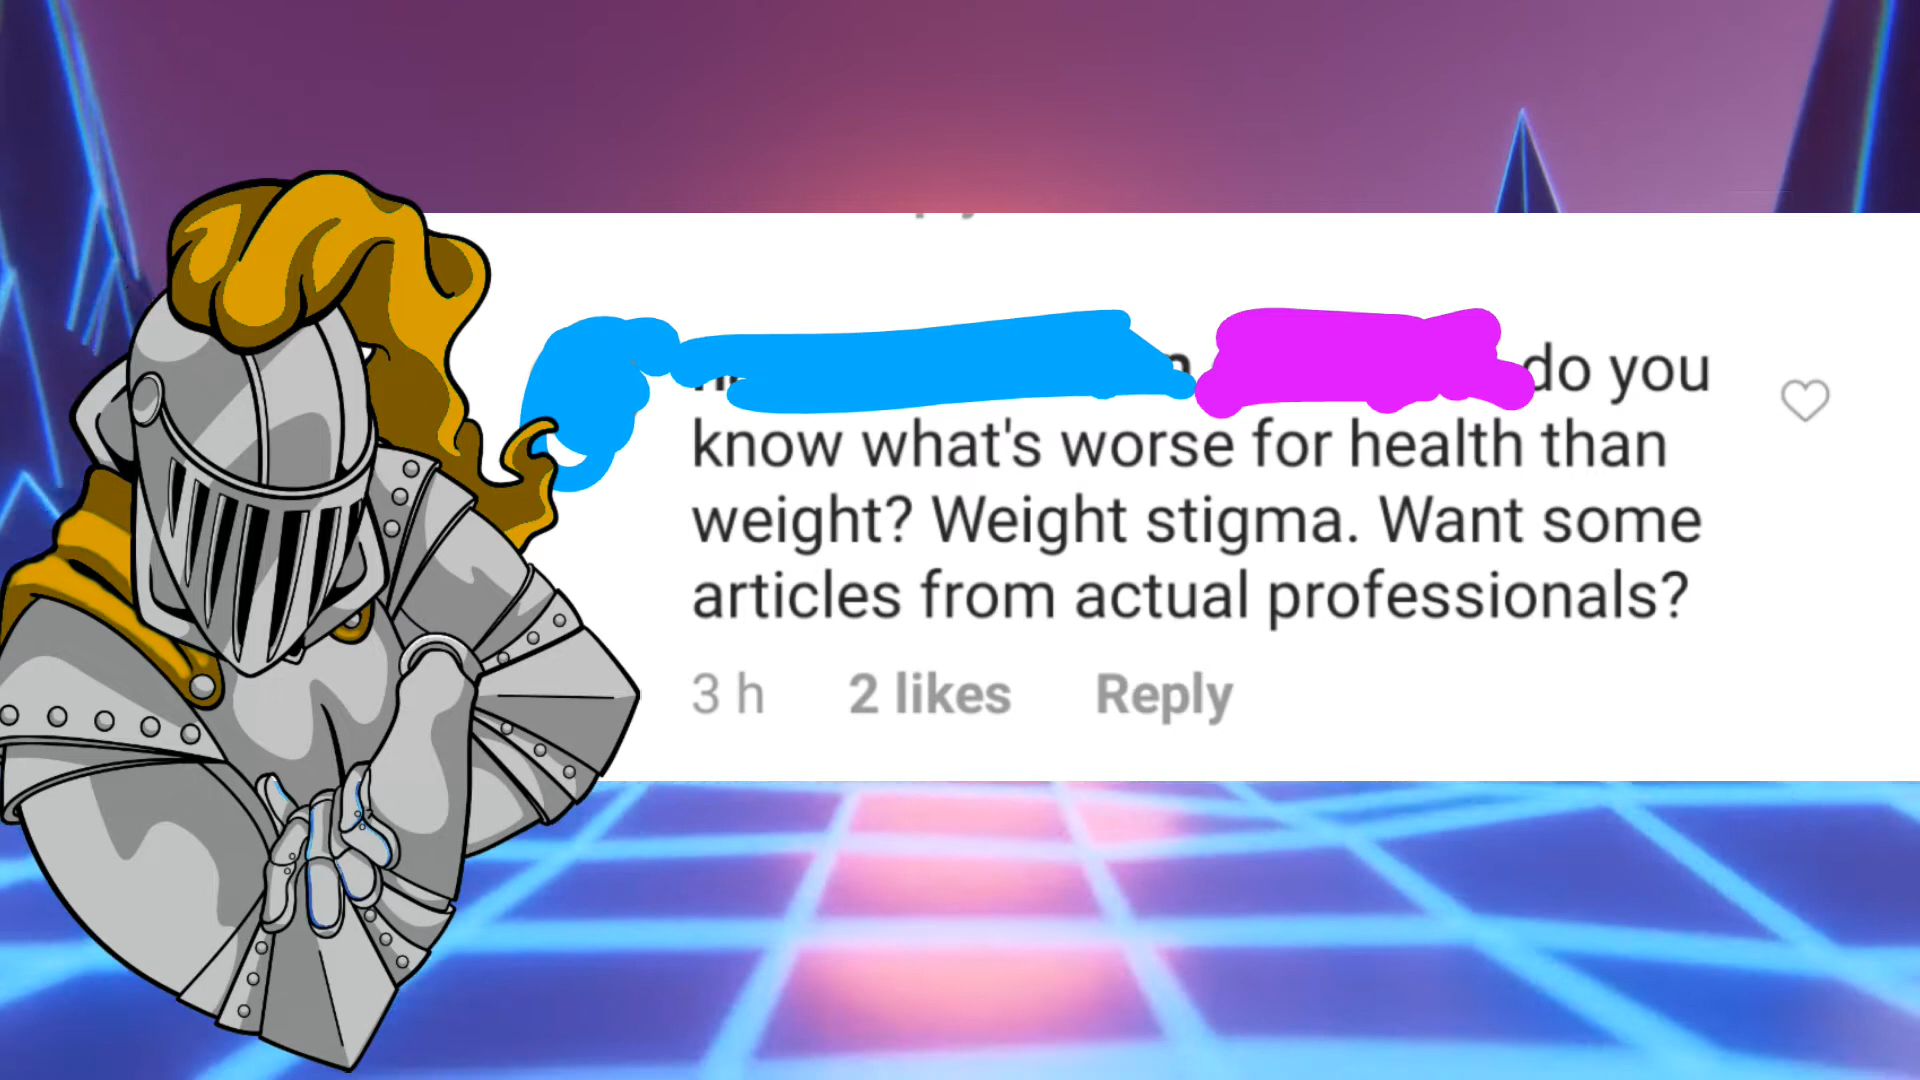 do you
know what's worse for health than
weight? Weight stigma. Want some
articles from actual professionals?
3 h 2 likes Reply